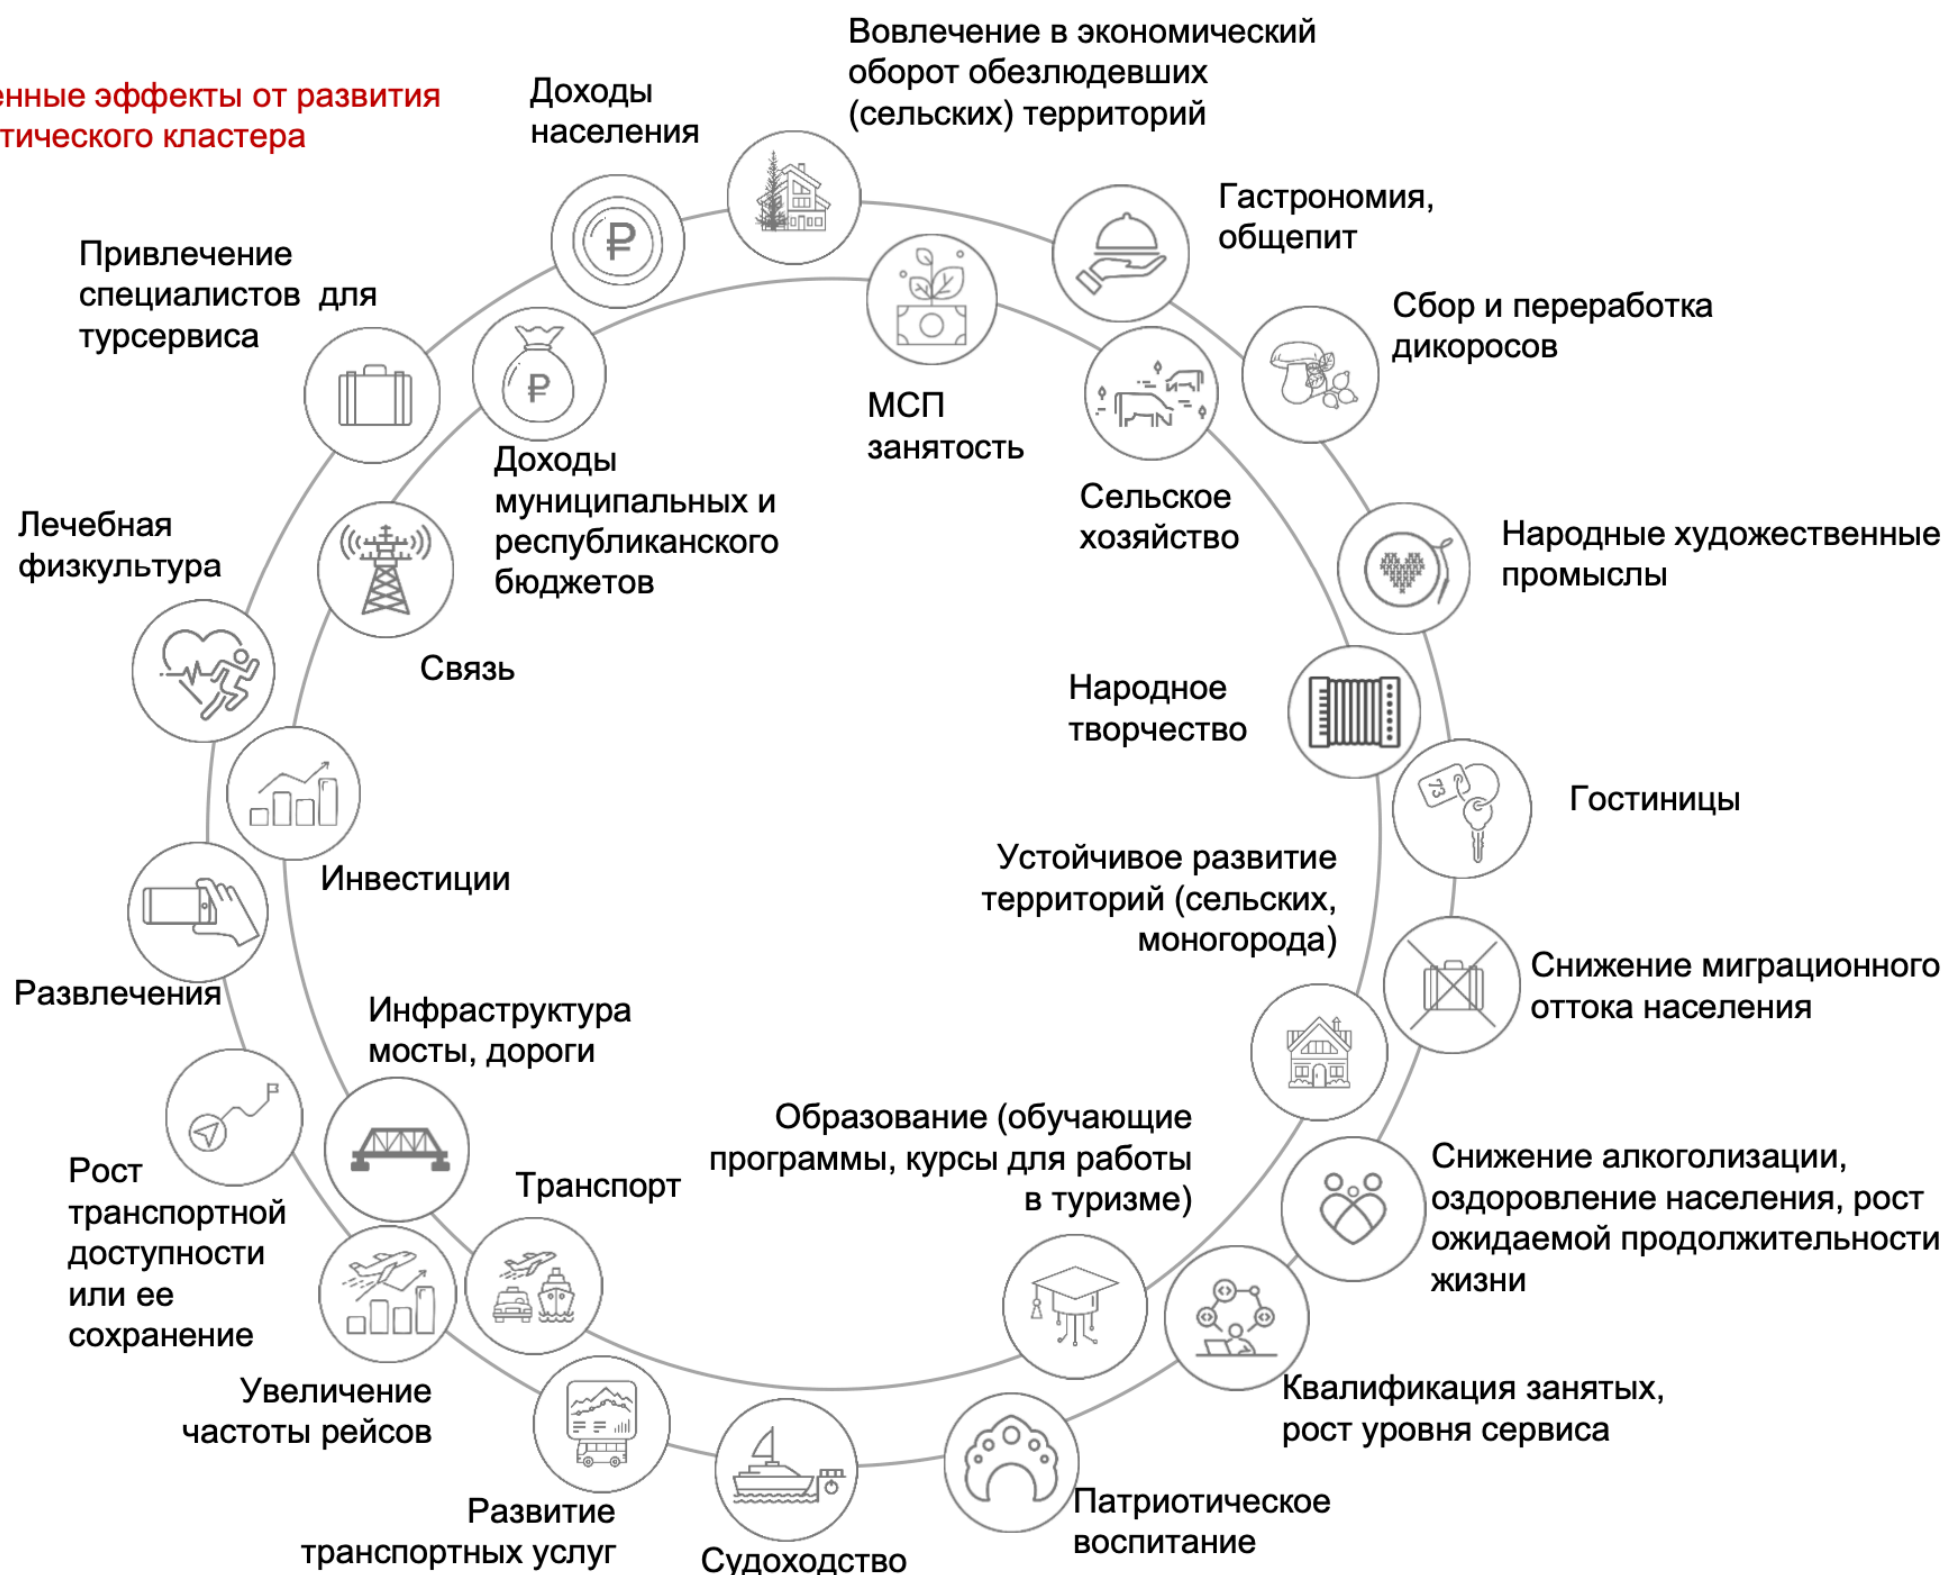 эффекты от развития
кластера
Доходы
населения
Вовлечение в экономический
оборот обезлюдевших
(сельских) территорий
Гастрономия,
общепит
Сбор и переработка
дикоросов
Народные художественные
промыслы
Гостиницы
Снижение миграционного
оттока населения
Снижение алкоголизации,
оздоровление населения, рост
ожидаемой продолжительности
жизни
Квалификация занятых,
рост уровня сервиса
Патриотическое
воспитание
Судоходство
Развитие
транспортных услуг
Увеличение
частоты рейсов
Рост
транспортной
доступности
или ее
сохранение
Развлечения
Лечебная
физкультура
Привлечение
специалистов для
турсервиса
Доходы
муниципальных и
республиканского
бюджетов
МСП
занятость
Сельское
хозяйство
Народное
творчество
73
Устойчивое развитие
территорий (сельских,
моногорода)
Образование (обучающие
программы, курсы для работы
в туризме)
Транспорт
Инфраструктура
мосты, дороги
Инвестиции
Связь